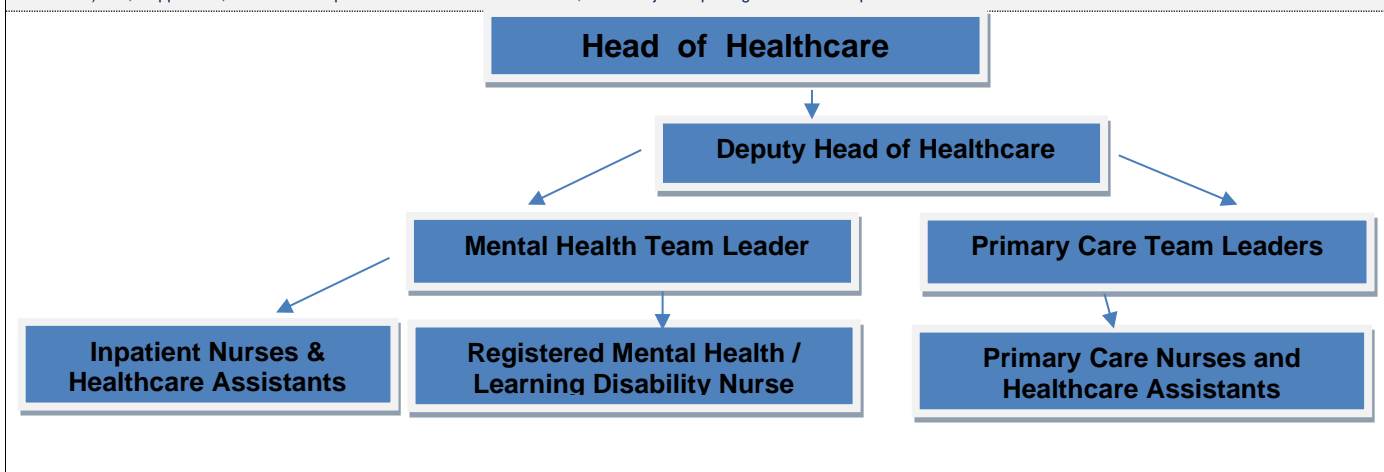 Head of Healthcare
Deputy Head of Healthcare
Mental Health Team Leader
Primary Care Team Leaders
Inpatient Nurses &
Healthcare Assistants
Registered Mental Health /
Learning Disability Nurse
Primary Care Nurses and
Healthcare Assistants